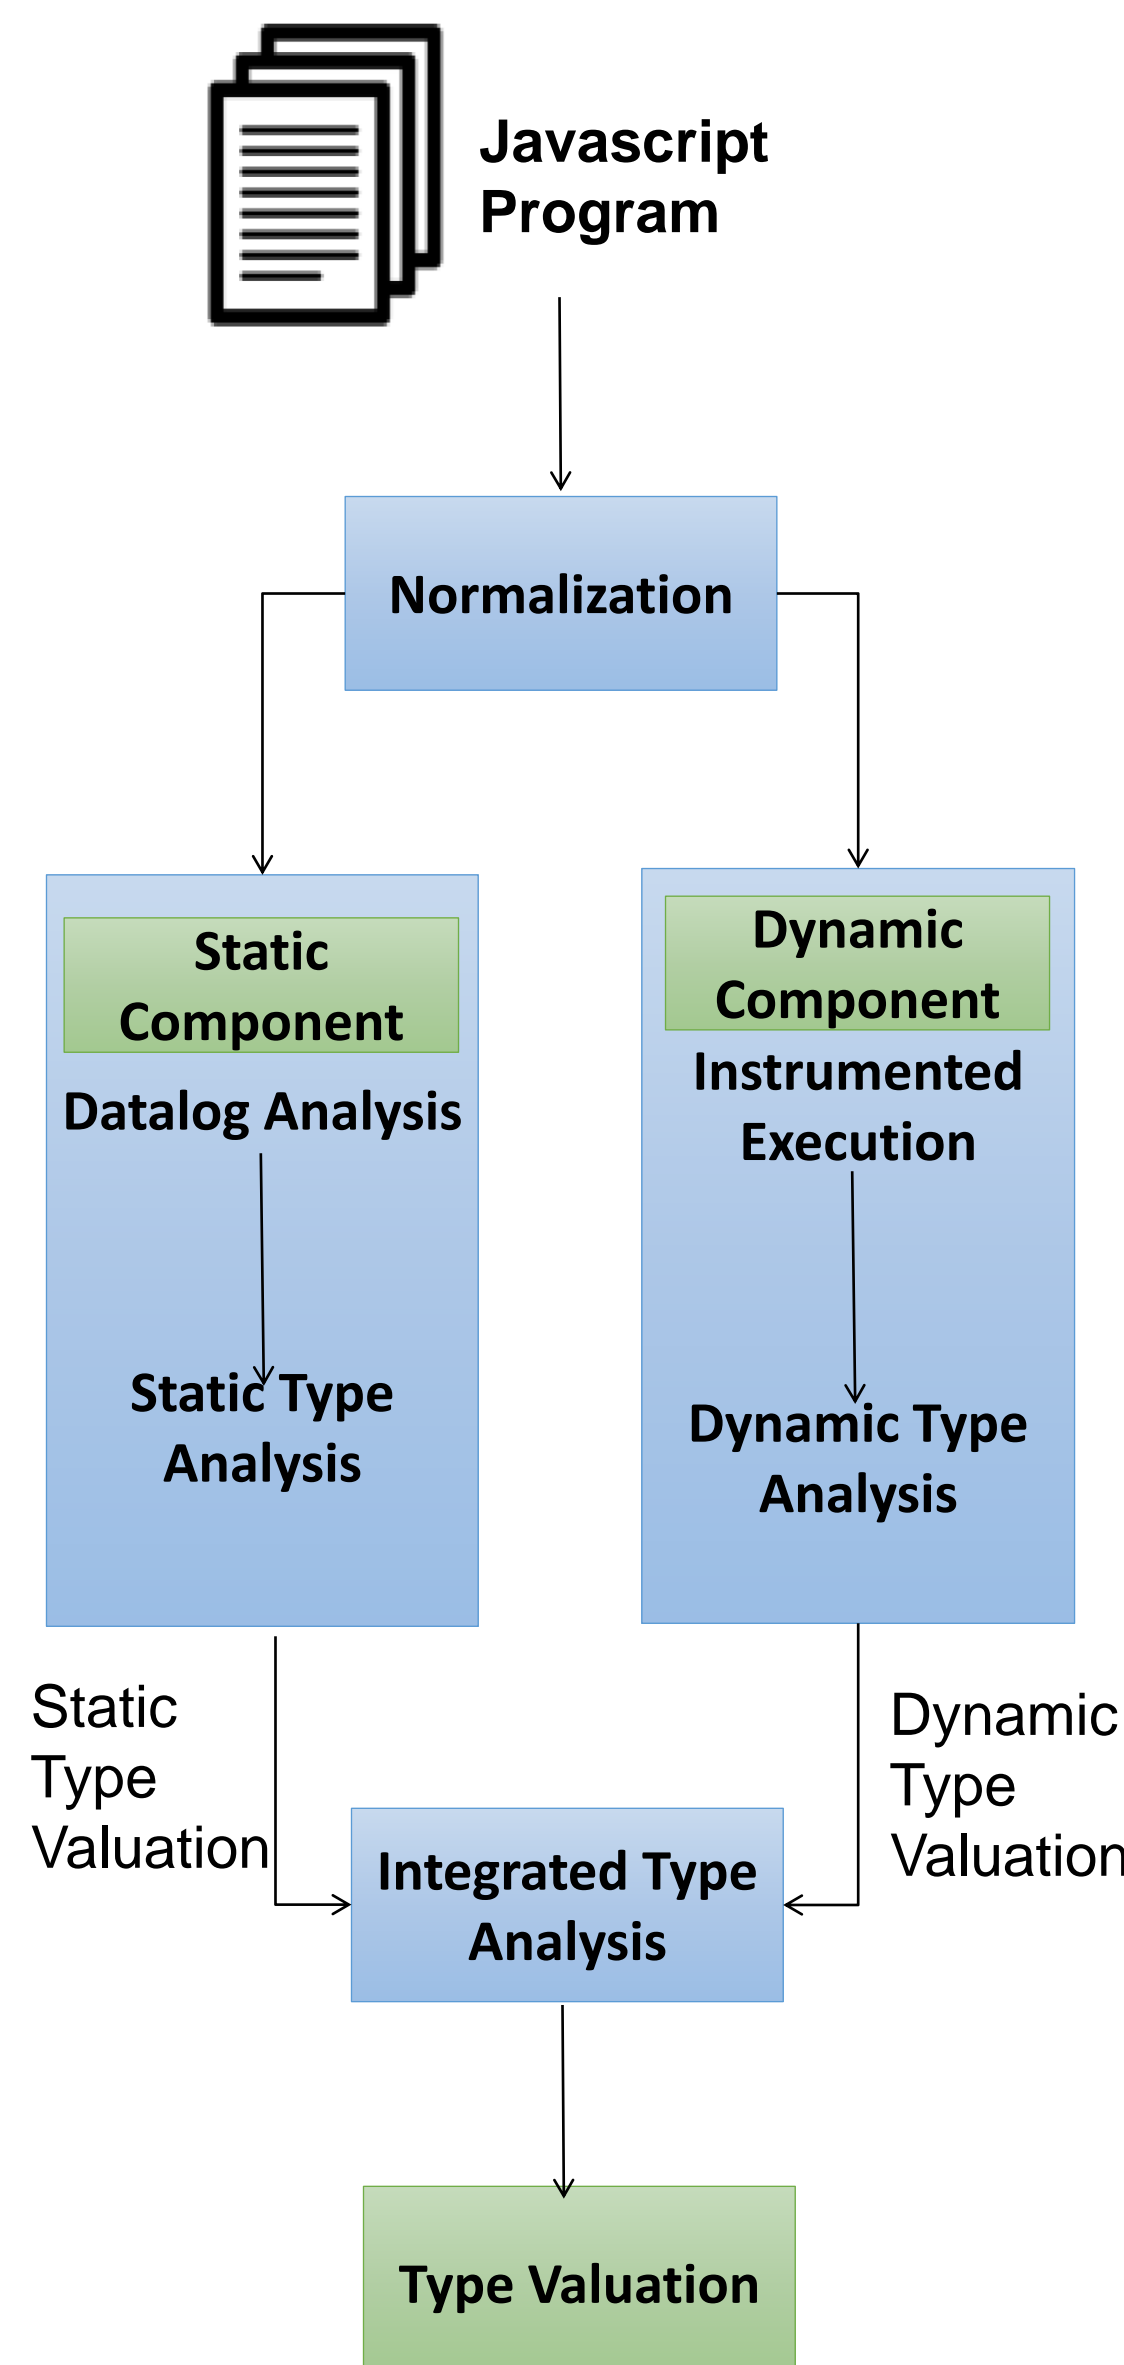 Javascript
Program
Normalization
Static
Component
Datalog Analysis
Static Type
Analysis
Dynamic
Component
Instrumented
Execution
Dynamic Type
Analysis
Static
Type
Valuation
Dynamic
Type
Valuation
Integrated Type
Analysis
Type Valuation